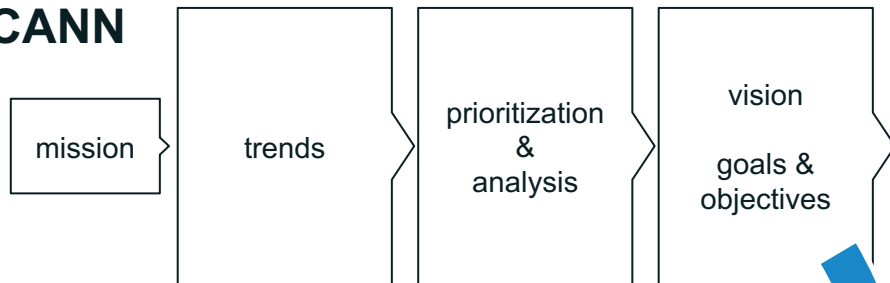 CANN
mission
trends
prioritization
&
analysis
vision
goals &
objectives